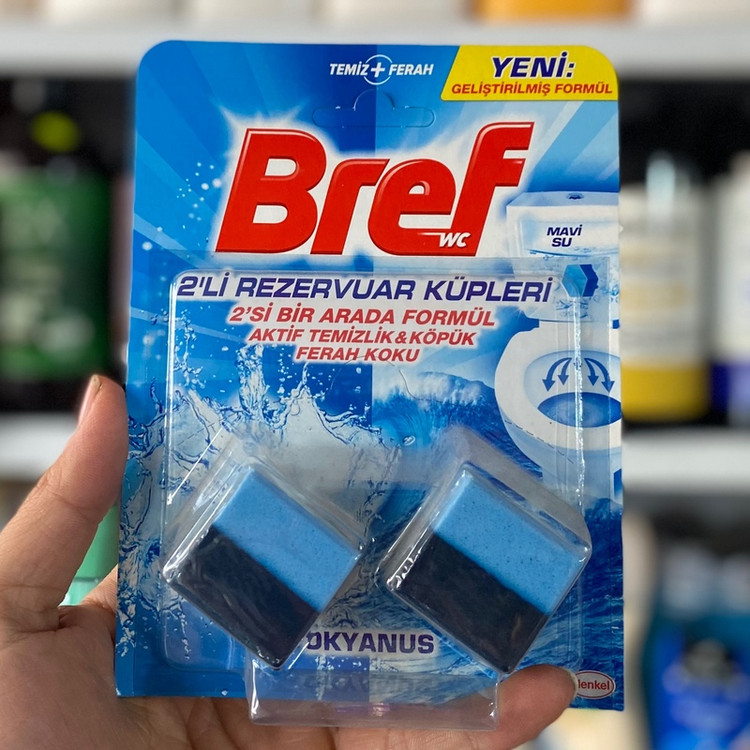 TEMİZ+FERAH
YENİ:
GELİŞTİRİLMİŞ FORMÜL
Bref
WC
MAVİ
SU
2'Lİ REZERVUAR KÜPLERİ
2'Sİ BİR ARADA FORMÜL
AKTİF TEMİZLİK&KÖPÜK
FERAH KOKU
OKYANUS
Henkel